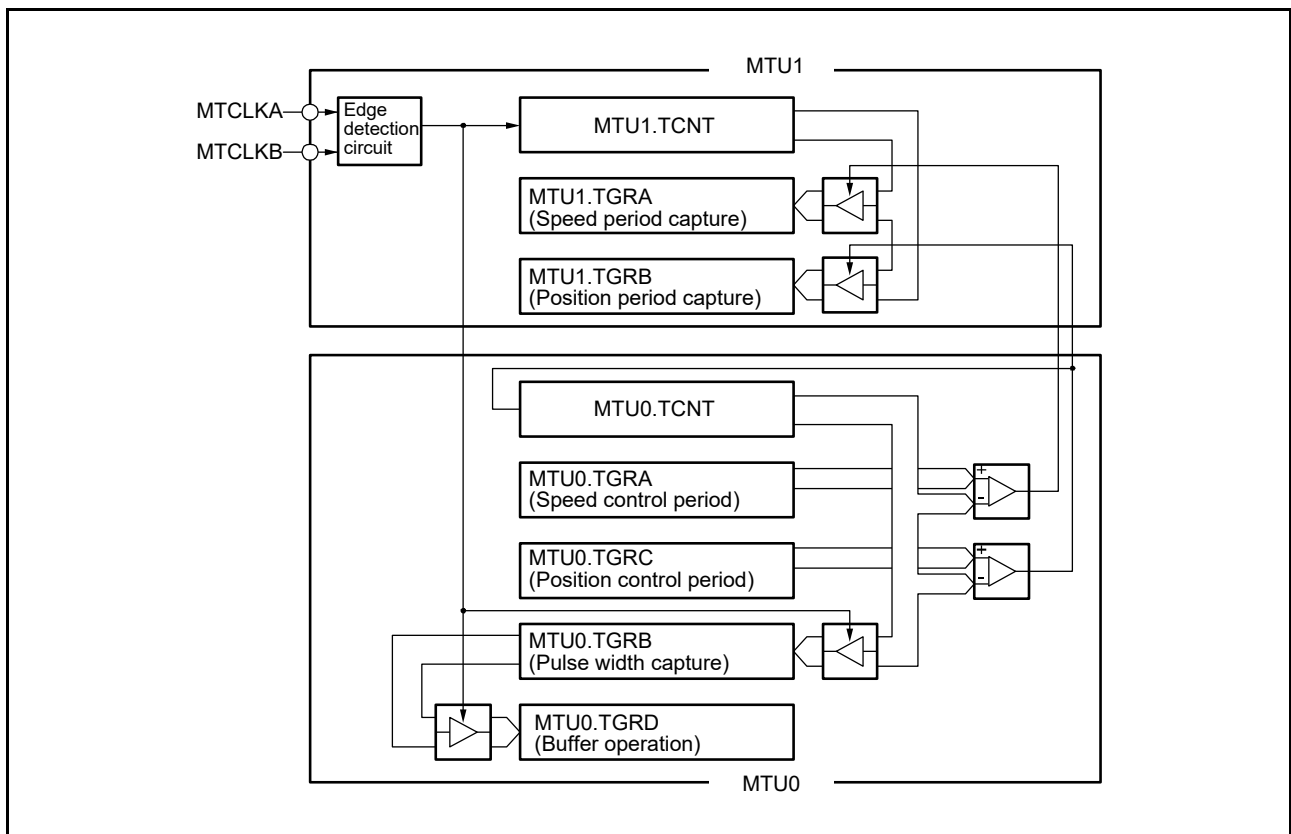 MTU1
MTCLKA
MTCLKB
Edge
detection
circuit
MTU1.TCNT
MTU1.TGRA
(Speed period capture)
MTU1.TGRB
(Position period capture)
MTU0.TCNT
MTU0.TGRA
(Speed control period)
+
-
MTU0.TGRC
(Position control period)
+
-
MTU0.TGRB
(Pulse width capture)
MTU0.TGRD
(Buffer operation)
MTU0